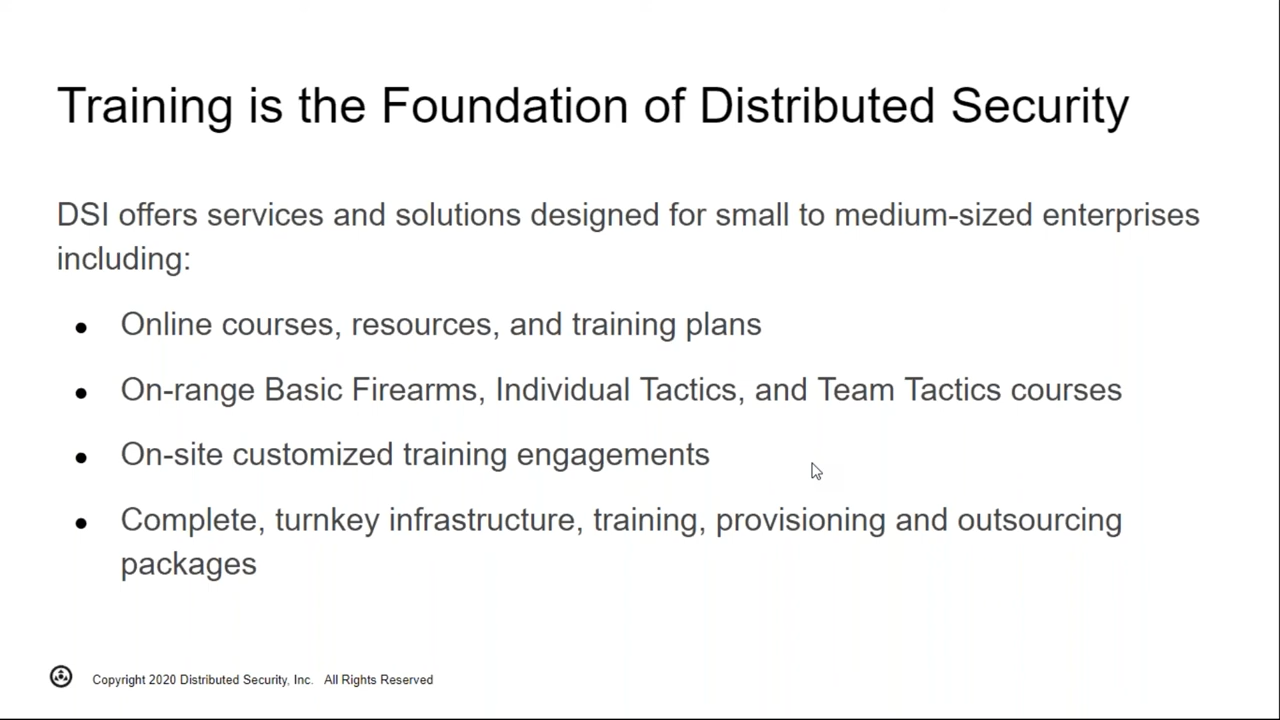 Training is the Foundation of Distributed Security
DSI offers services and solutions designed for small to medium-sized enterprises
including:
● Online courses, resources, and training plans
● On-range Basic Firearms, Individual Tactics, and Team Tactics courses
● On-site customized training engagements
● Complete, turnkey infrastructure, training, provisioning and outsourcing
packages
Copyright 2020 Distributed Security, Inc. All Rights Reserved